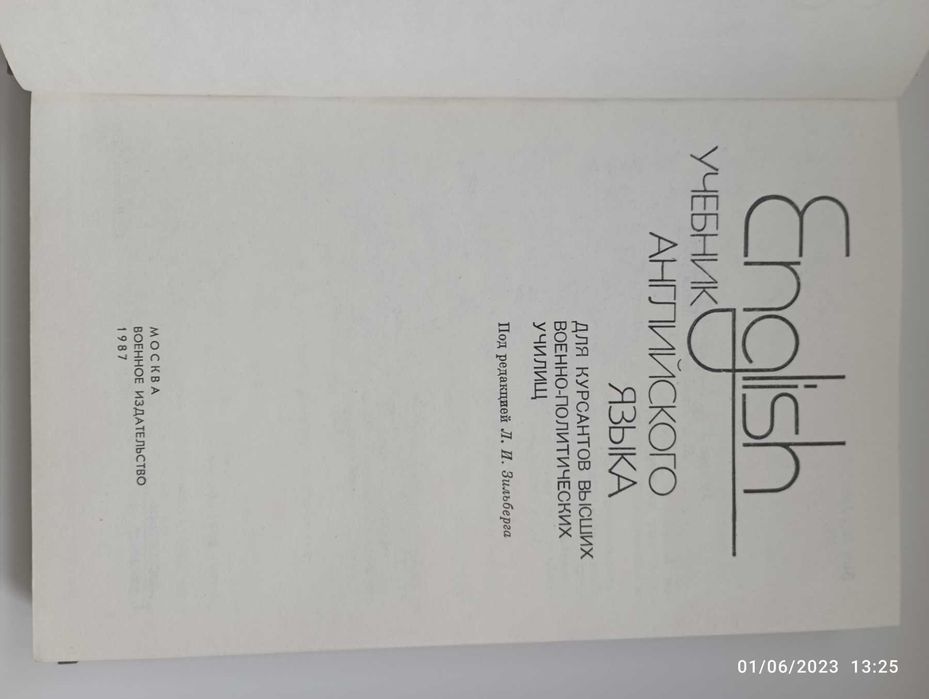 English
УЧЕБНИК
АНГЛИЙСКОГО
ЯЗЫКА
ДЛЯ КУРСАНТОВ ВЫСШИХ
ВОЕННО-ПОЛИТИЧЕСКИХ
УЧИЛИЩ
Под редакцией Л. И. Зильберга
МОСКВА
ВОЕННОЕ ИЗДАТЕЛЬСТВО
1987
01/06/2023 13:25